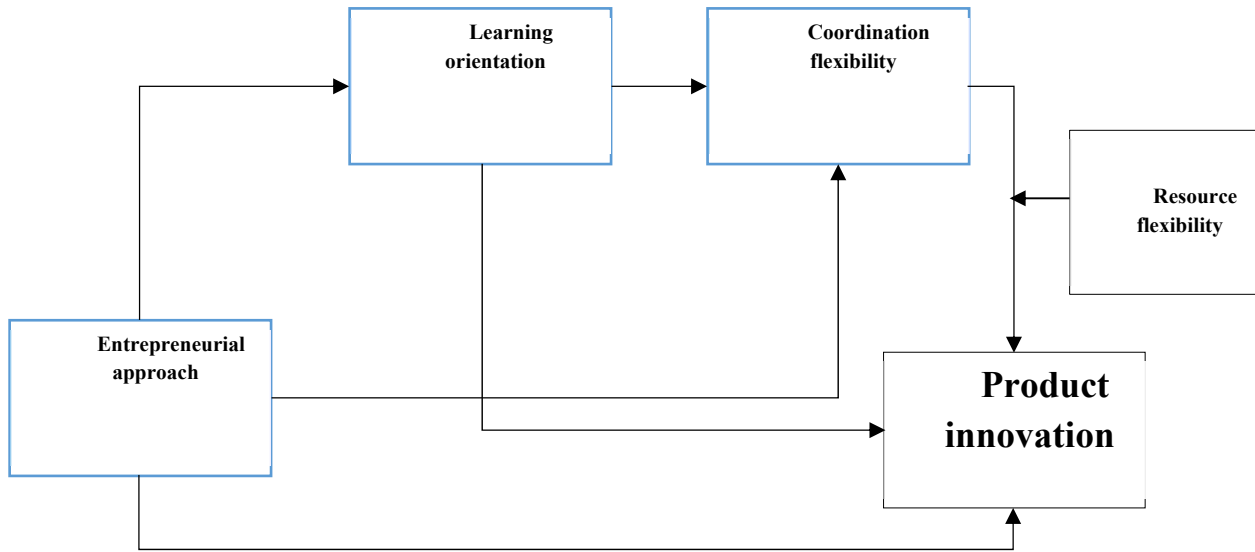 Learning
orientation
Coordination
flexibility
Resource
flexibility
Entrepreneurial
approach
Product
innovation